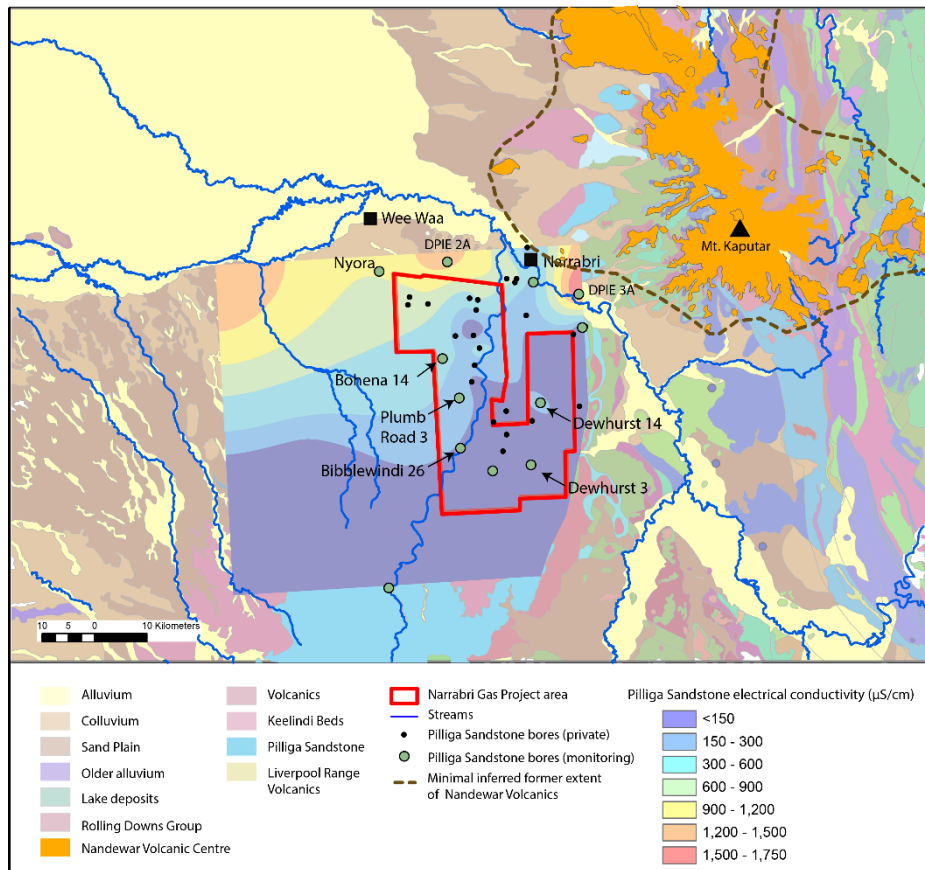 Wee Waa
DPIE 2A
Nyora
Narrabri
Mt. Kaputar
DPIE 3A
Bohena 14
Plumb
Road 3
Dewhurst 14
Bibblewindi 26
Dewhurst 3
10 5 0 10 Kilometers
Alluvium
Colluvium
Sand Plain
Older alluvium
Lake deposits
Rolling Downs Group
Nandewar Volcanic Centre
Volcanics
Keelindi Beds
Pilliga Sandstone
Liverpool Range
Volcanics
Narrabri Gas Project area
Streams
Pilliga Sandstone bores (private)
Pilliga Sandstone bores (monitoring)
Minimal inferred former extent
of Nandewar Volcanics
Pilliga Sandstone electrical conductivity (µS/cm)
<150
150 - 300
300 - 600
600 - 900
900 - 1,200
1,200 - 1,500
1,500 - 1,750